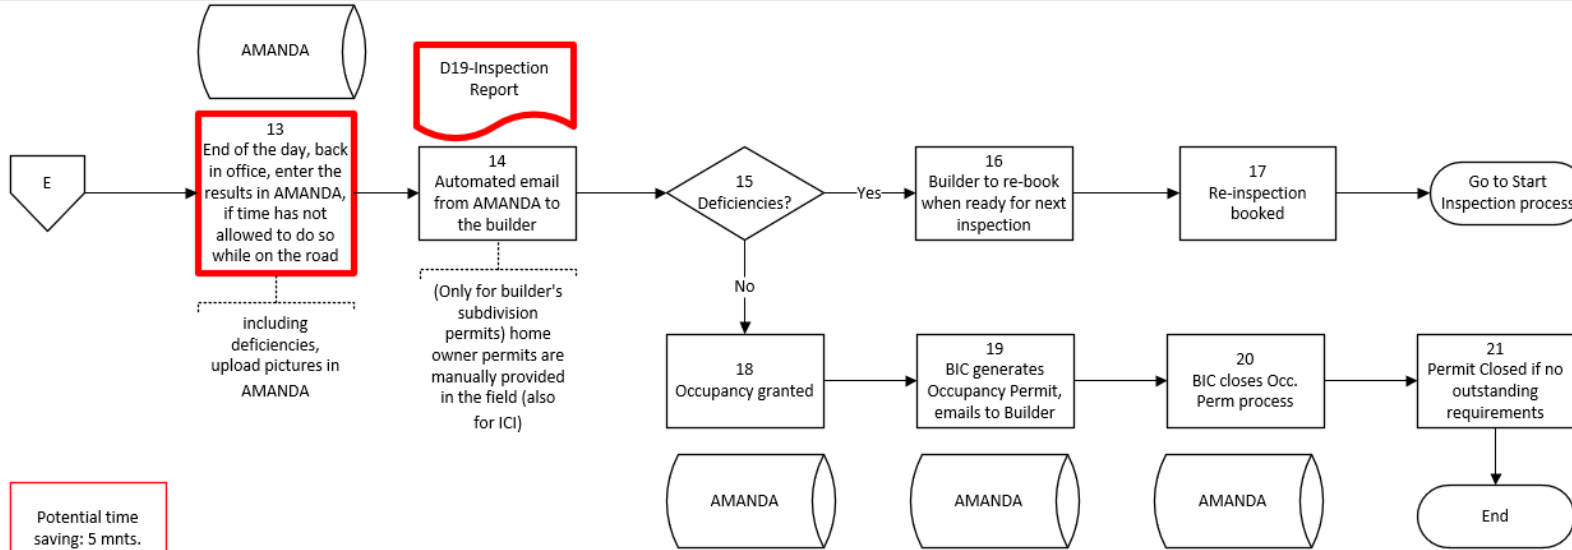 AMANDA
D19-Inspection
Report
E
13
End of the day, back
in office, enter the
results in AMANDA,
if time has not
allowed to do so
while on the road
14
Automated email
from AMANDA to
the builder
15
Deficiencies?
Yes
16
Builder to re-book
when ready for next
inspection
17
Re-inspection
booked
Go to Start
Inspection process
including
deficiencies,
upload pictures in
AMANDA
(Only for builder's
subdivision
permits) home
owner permits are
manually provided
in the field (also
for ICI)
No
18
Occupancy granted
19
BIC generates
Occupancy Permit,
emails to Builder
20
BIC closes Occ.
Perm process
21
Permit Closed if no
outstanding
requirements
AMANDA
AMANDA
AMANDA
End
Potential time
saving: 5 mnts.